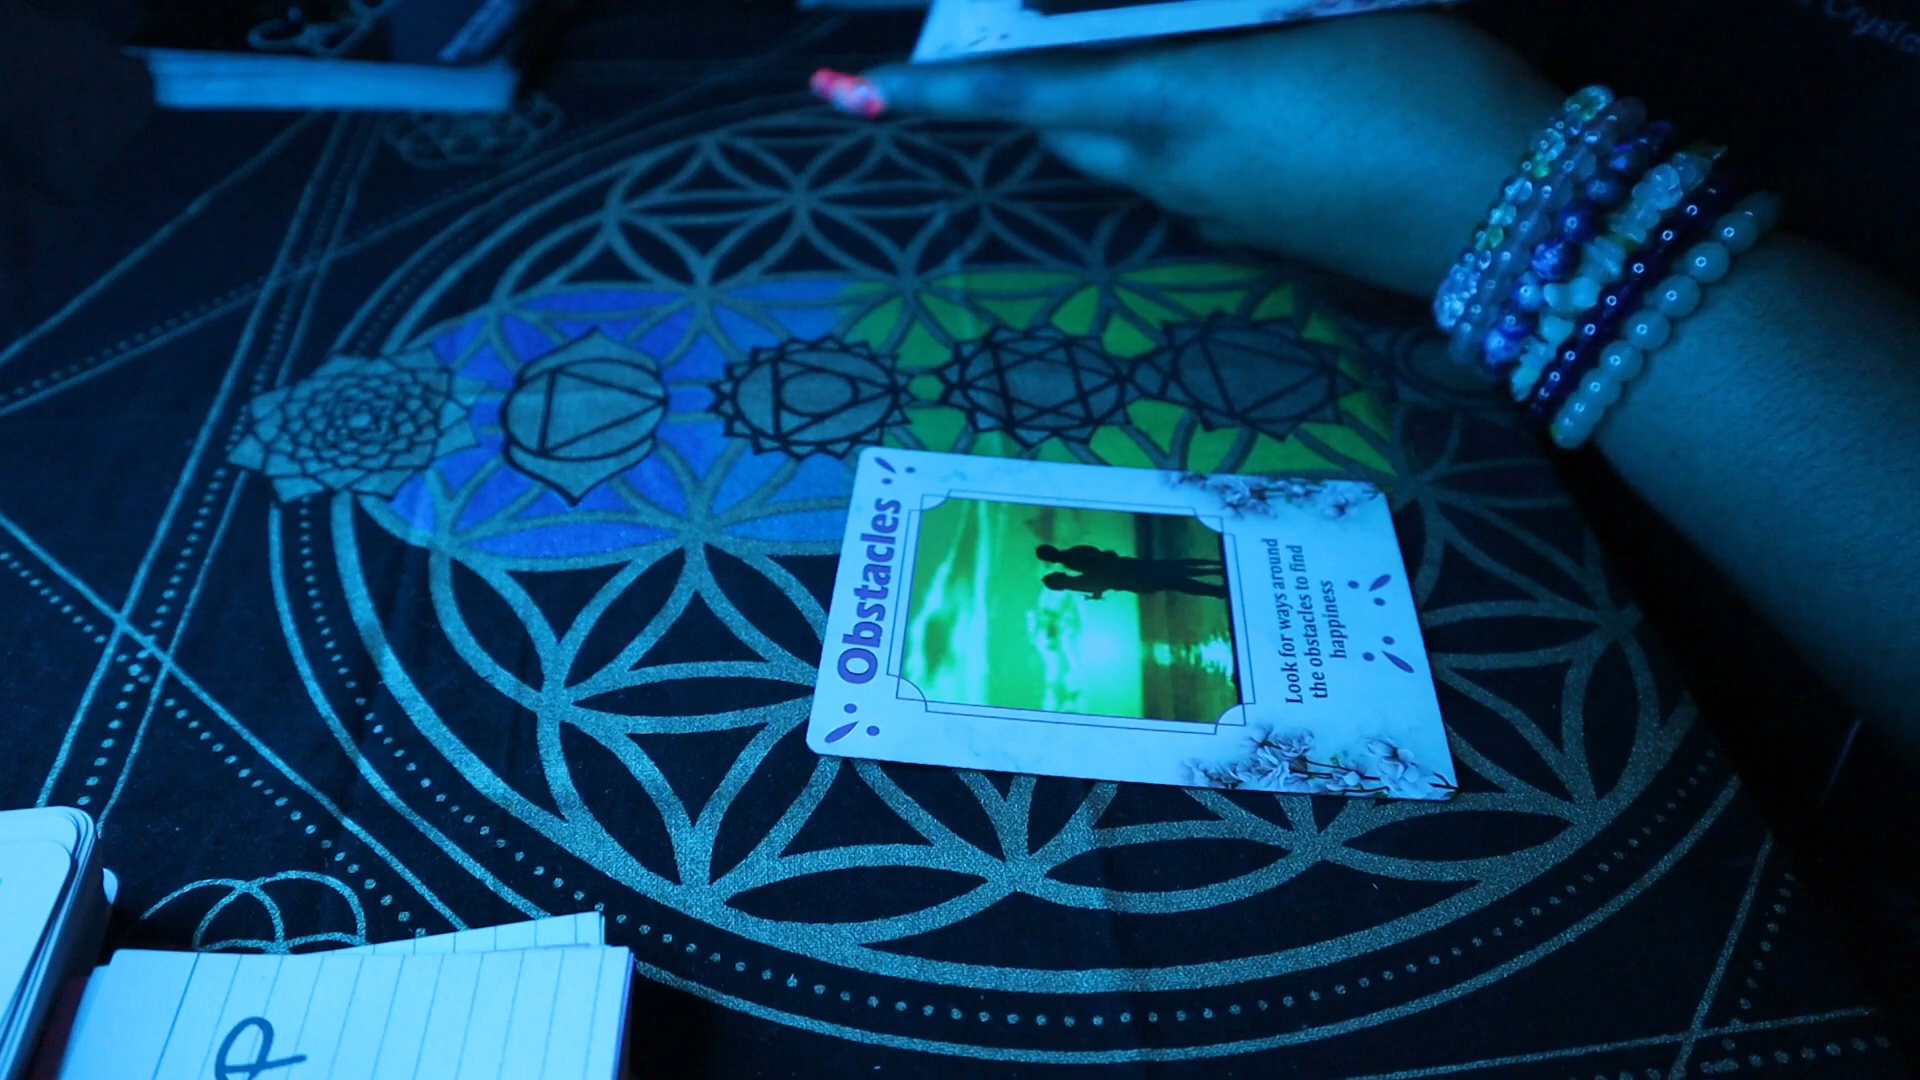 Obstacles
Look for ways around
the obstacles to find
happiness
P